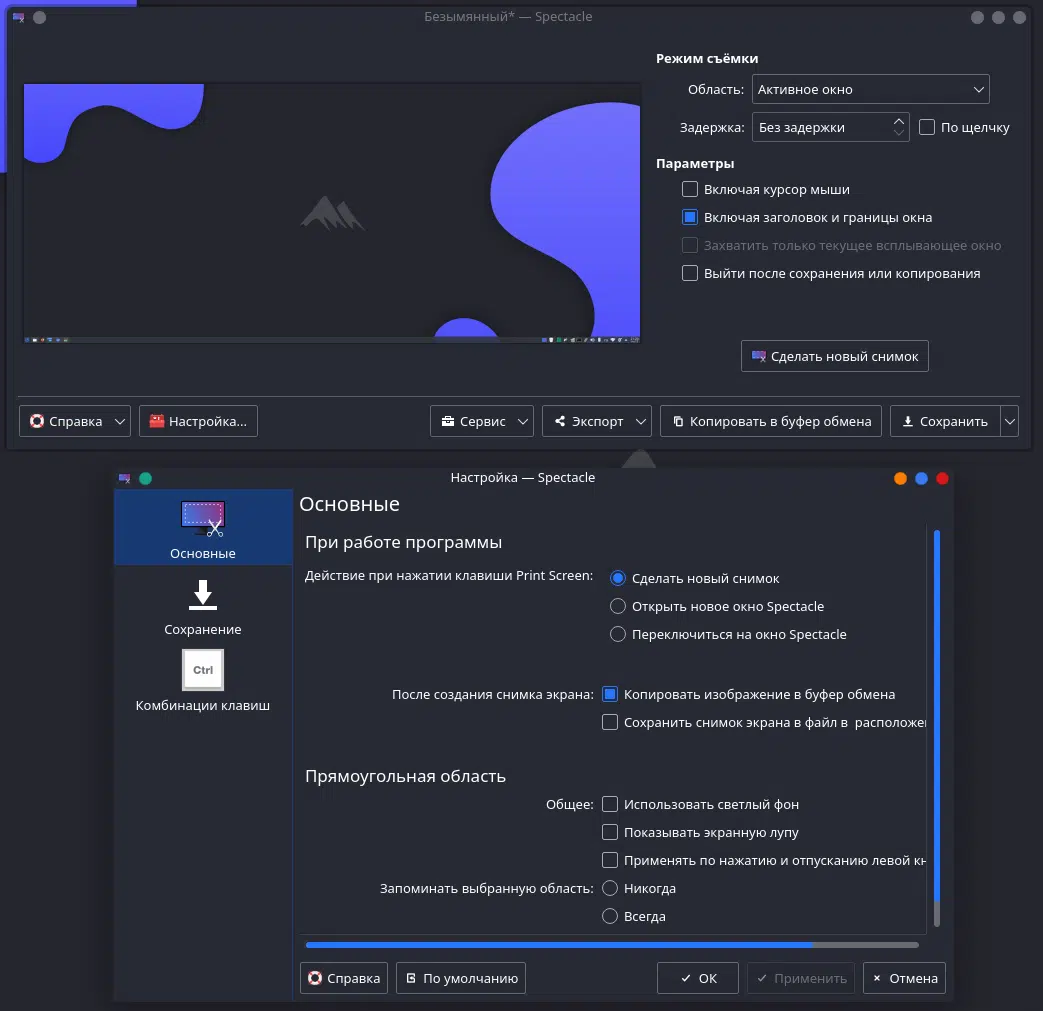 Безымянный* — Spectacle
Режим съёмки
Область: Активное окно
Задержка: Без задержки По щелчку
Параметры
Включая курсор мыши
Включая заголовок и границы окна
Захватить только текущее всплывающее окно
Выйти после сохранения или копирования
Сделать новый снимок
Справка Настройка... Сервис Экспорт Копировать в буфер обмена Сохранить
Настройка — Spectacle
Основные
Сохранение
Ctrl
Комбинации клавиш
Основные
При работе программы
Действие при нажатии клавиши Print Screen: Сделать новый снимок
Открыть новое окно Spectacle
Переключиться на окно Spectacle
После создания снимка экрана: Копировать изображение в буфер обмена
Сохранить снимок экрана в файл в расположе
Прямоугольная область
Общее: Использовать светлый фон
Показывать экранную лупу
Применять по нажатию и отпусканию левой кн
Запоминать выбранную область: Никогда
Всегда
Справка По умолчанию ОК Применить Отмена